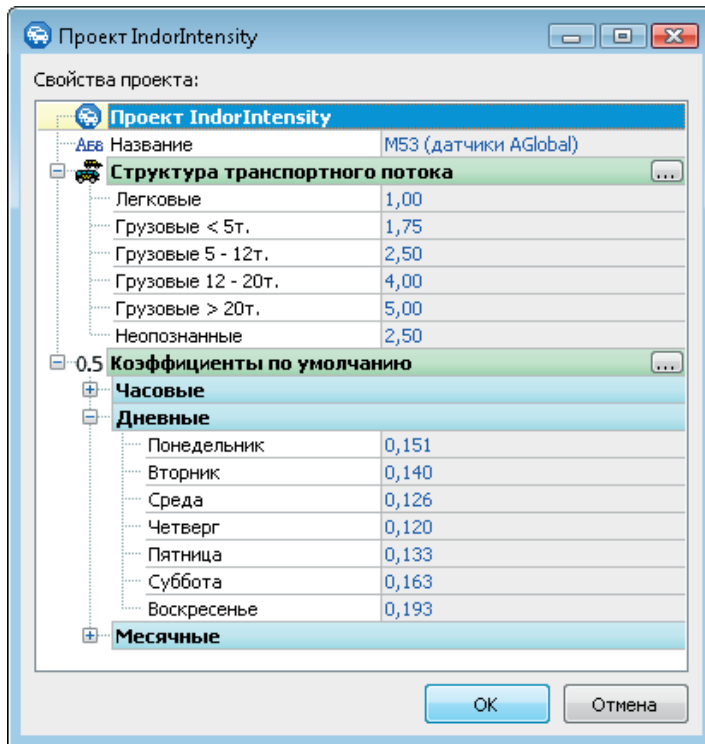 Проект IndorIntensity
Свойства проекта:
Проект IndorIntensity
АБВ Название М53 (датчики AGlobal)
Структура транспортного потока ...
Легковые 1,00
Грузовые < 5т. 1,75
Грузовые 5 - 12т. 2,50
Грузовые 12 - 20т. 4,00
Грузовые > 20т. 5,00
Неопознанные 2,50
0.5 Коэффициенты по умолчанию ...
Часовые
Дневные
Понедельник 0,151
Вторник 0,140
Среда 0,126
Четверг 0,120
Пятница 0,133
Суббота 0,163
Воскресенье 0,193
Месячные
ОК Отмена